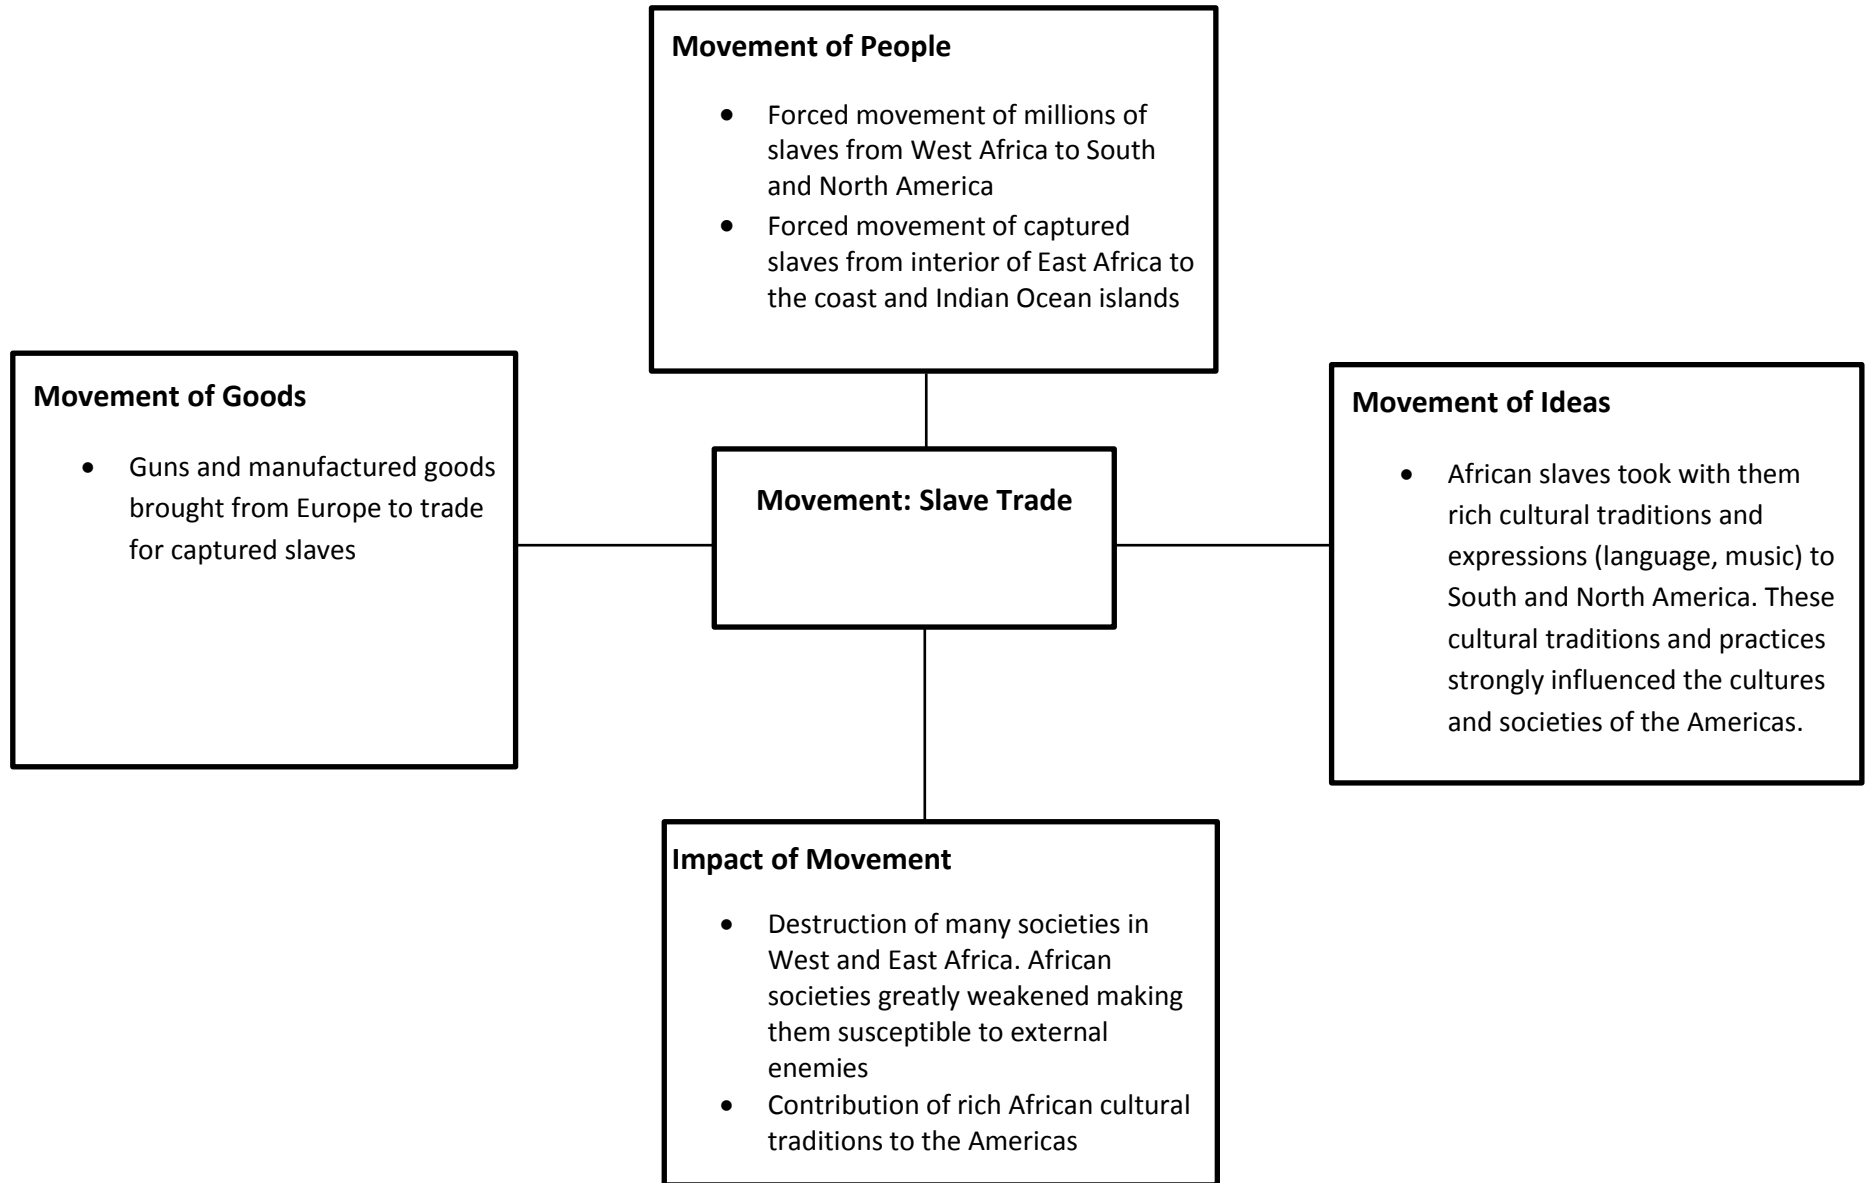 Movement of People
• Forced movement of millions of
slaves from West Africa to South
and North America
• Forced movement of captured
slaves from interior of East Africa to
the coast and Indian Ocean islands
Movement of Goods
• Guns and manufactured goods
brought from Europe to trade
for captured slaves
Movement: Slave Trade
Movement of Ideas
• African slaves took with them
rich cultural traditions and
expressions (language, music) to
South and North America. These
cultural traditions and practices
strongly influenced the cultures
and societies of the Americas.
Impact of Movement
• Destruction of many societies in
West and East Africa. African
societies greatly weakened making
them susceptible to external
enemies
• Contribution of rich African cultural
traditions to the Americas